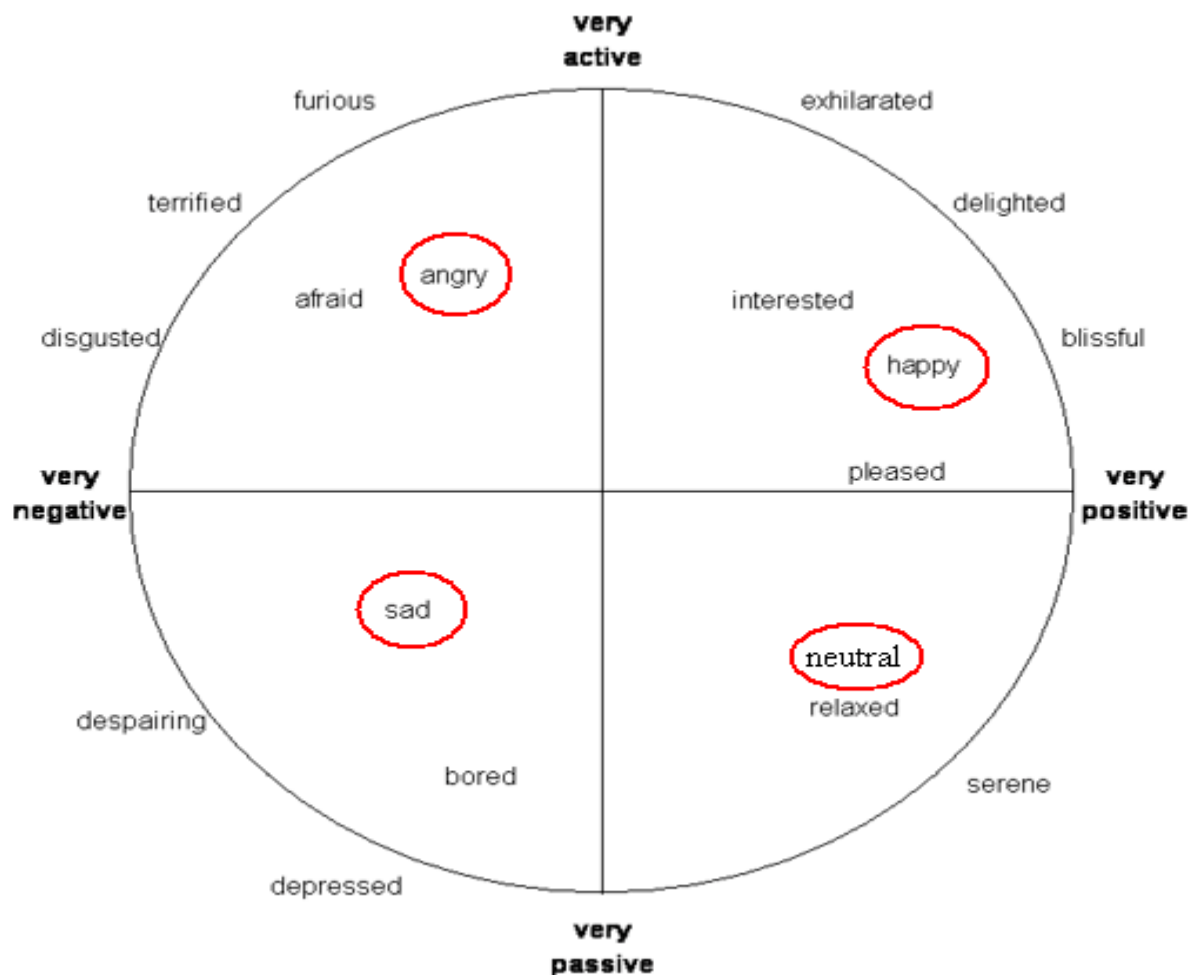 very
active
furious
exhilarated
terrified
delighted
angry
afraid
interested
disgusted
blissful
happy
pleased
very
negative
very
positive
sad
neutral
relaxed
despairing
bored
serene
depressed
very
passive